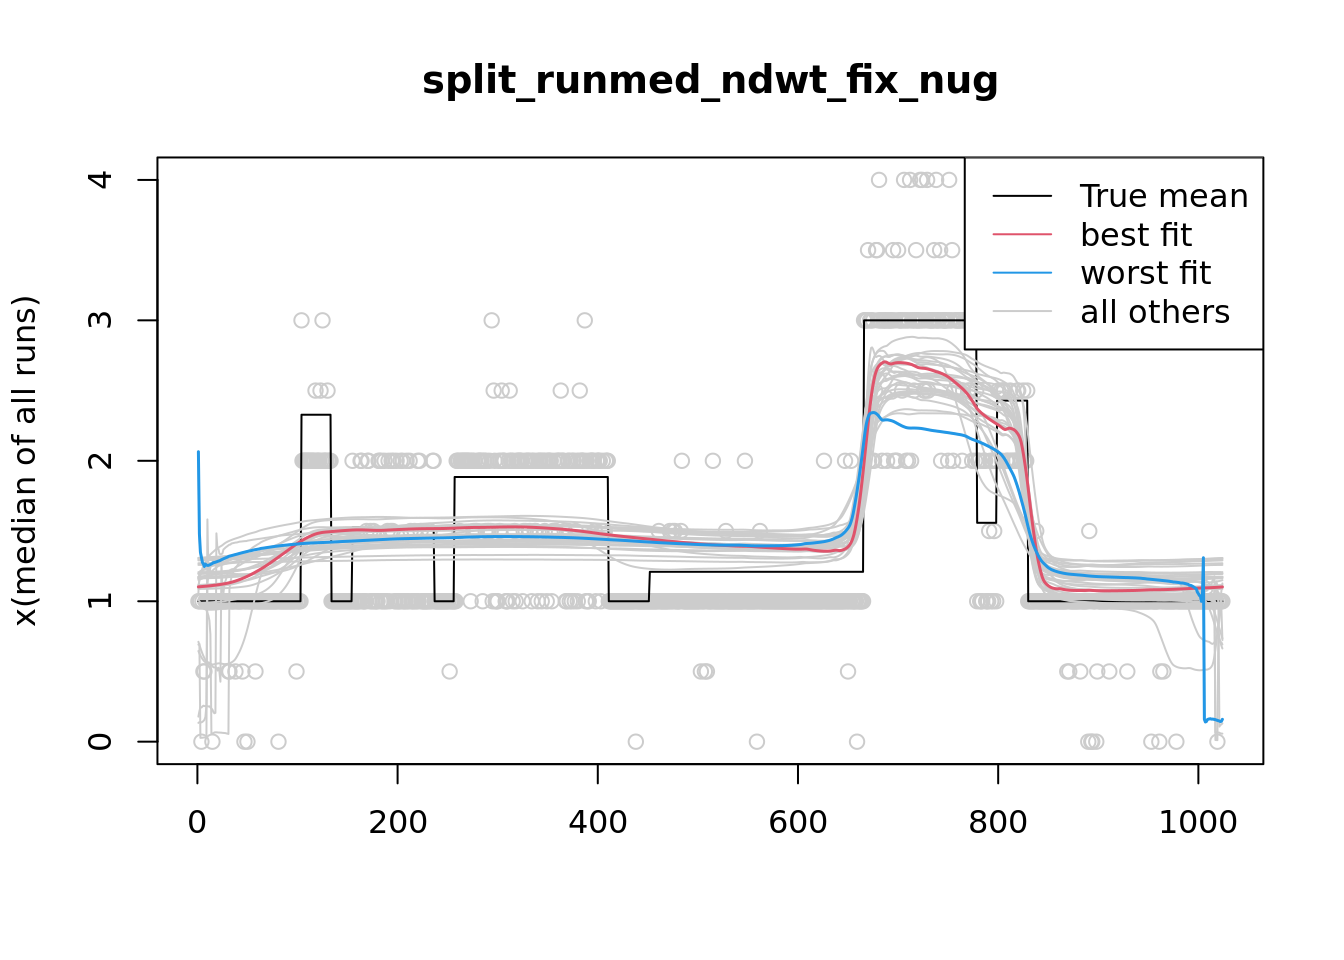 split_runmed_ndwt_fix_nug
x(median of all runs)
4
3
2
1
0
0 200 400 600 800 1000
True mean
best fit
worst fit
all others